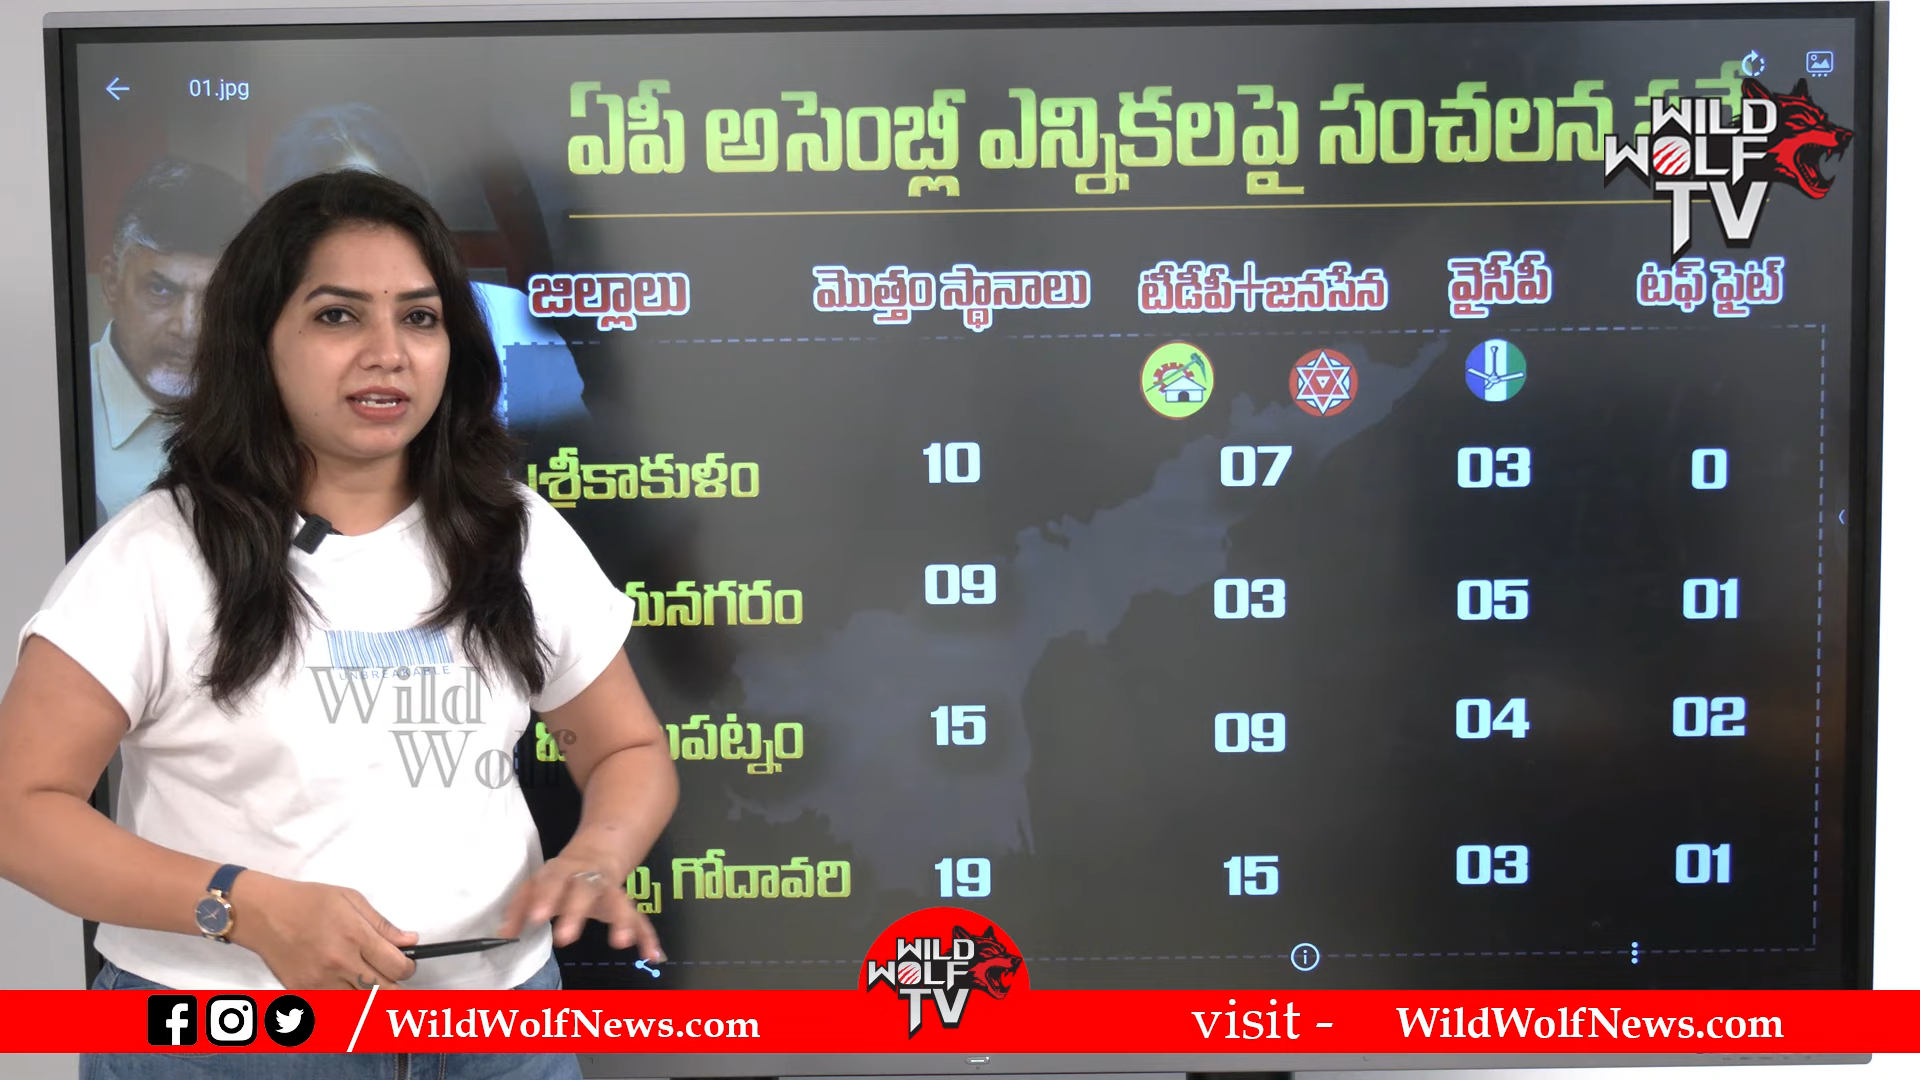 01.jpg
ఏపీ అసెంబ్లీ ఎన్నికలపై సంచలన
WILD WOLF TV
జిల్లాలు మొత్తం స్థానాలు టీడీపీ+జనసేన వైసీపీ టఫ్ ఫైట్
శ్రీకాకుళం 10 07 03 0
09 03 05 01
15 09 04 02
గోదావరి 19 15 03 01
UNBREAKABLE
Wild Wolf
WILD WOLF TV
WildWolfNews.com visit - WildWolfNews.com